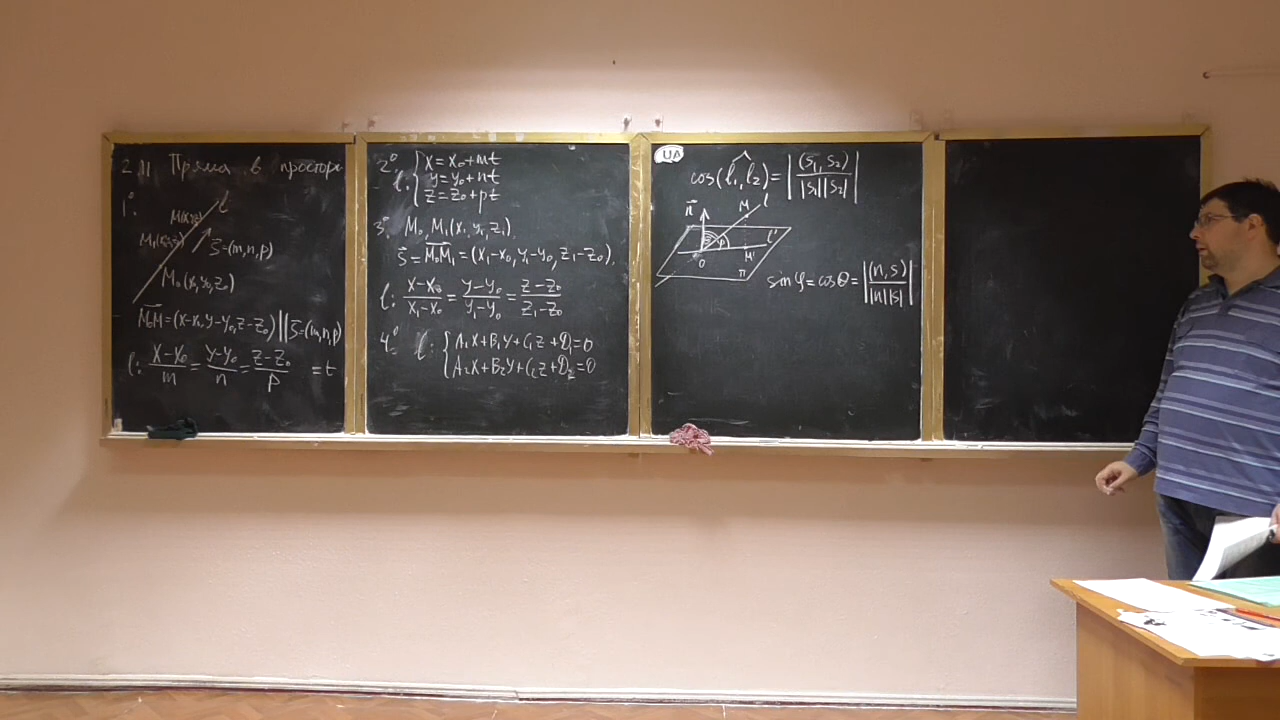 2.11 Пряма в просторі
1°.
l
M(x,y,z)
M₁(x₁,y₁,z₁)
s̄=(m,n,p)
M₀(x₀,y₀,z₀)
M₀M=(x-x₀,y-y₀,z-z₀)||s̄=(m,n,p)
l: (x-x₀)/m=(y-y₀)/n=(z-z₀)/p =t
2°. l: {x=x₀+mt
y=y₀+nt
z=z₀+pt
3°. M₀, M₁(x₁,y₁,z₁).
s̄=M₀M₁=(x₁-x₀,y₁-y₀,z₁-z₀).
l: (x-x₀)/(x₁-x₀)=(y-y₀)/(y₁-y₀)=(z-z₀)/(z₁-z₀)
4°. l: {A₁x+B₁y+C₁z+D₁=0
A₂x+B₂y+C₂z+D₂=0
UA
cos(l₁,l₂)=|(s₁,s₂)/|s₁||s₂||
n̄ M l
θ φ l'
O M'
π
sin φ=cos θ=|(n,s)/|n||s||